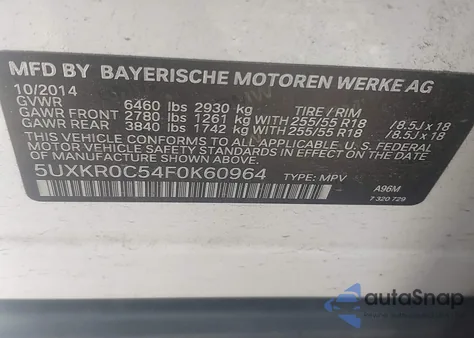 MFD BY BAYERISCHE MOTOREN WERKE AG
10/2014
GVWR 6460 lbs 2930 kg TIRE / RIM
GAWR FRONT 2780 lbs 1261 kg WITH 255/55 R18 / 8.5J x 18
GAWR REAR 3840 lbs 1742 kg WITH 255/55 R18 / 8.5J x 18
THIS VEHICLE CONFORMS TO ALL APPLICABLE U.S. FEDERAL
MOTOR VEHICLE SAFETY STANDARDS IN EFFECT ON THE
DATE OF MANUFACTURE SHOWN ABOVE.
5UXKR0C54F0K60964 TYPE: MPV A96M
7 320 729
autoSnap